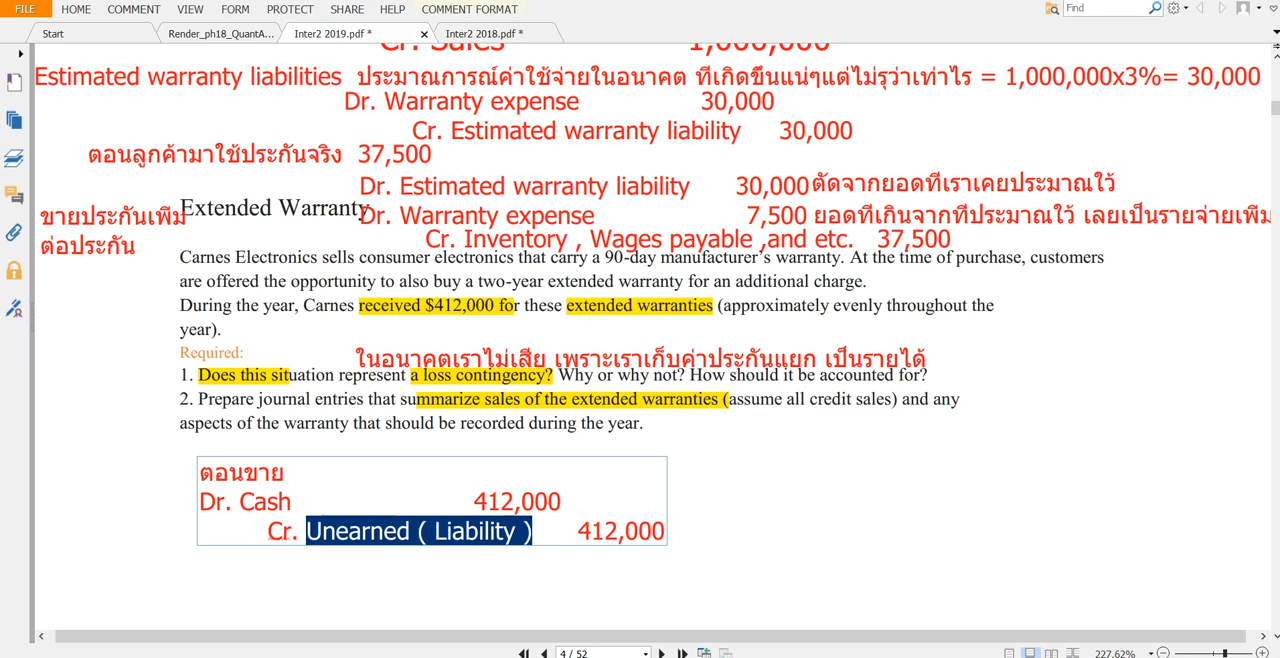 FILE HOME COMMENT VIEW FORM PROTECT SHARE HELP COMMENT FORMAT Find
Start Render_ph18_QuantA... Inter2 2019.pdf * Inter2 2018.pdf *
Cr. Sales 1,000,000
Estimated warranty liabilities ประมาณการณ์ค่าใช้จ่ายในอนาคต ที่เกิดขึ้นแน่ๆแต่ไม่รุว่าเท่าไร = 1,000,000x3%= 30,000
Dr. Warranty expense 30,000
Cr. Estimated warranty liability 30,000
ตอนลูกค้ามาใช้ประกันจริง 37,500
Dr. Estimated warranty liability 30,000 ตัดจากยอดที่เราเคยประมาณใว้
ขายประกันเพิ่ม Extended Warranty Dr. Warranty expense 7,500 ยอดที่เกินจากที่ประมาณใว้ เลยเป็นรายจ่ายเพิ่ม
ต่อประกัน Cr. Inventory , Wages payable ,and etc. 37,500
Carnes Electronics sells consumer electronics that carry a 90-day manufacturer's warranty. At the time of purchase, customers
are offered the opportunity to also buy a two-year extended warranty for an additional charge.
During the year, Carnes received $412,000 for these extended warranties (approximately evenly throughout the
year).
Required:
ในอนาคตเราไม่เสีย เพราะเราเก็บค่าประกันแยก เป็นรายได้
1. Does this situation represent a loss contingency? Why or why not? How should it be accounted for?
2. Prepare journal entries that summarize sales of the extended warranties (assume all credit sales) and any
aspects of the warranty that should be recorded during the year.
ตอนขาย
Dr. Cash 412,000
Cr. Unearned ( Liability ) 412,000
4 / 52 227.62%